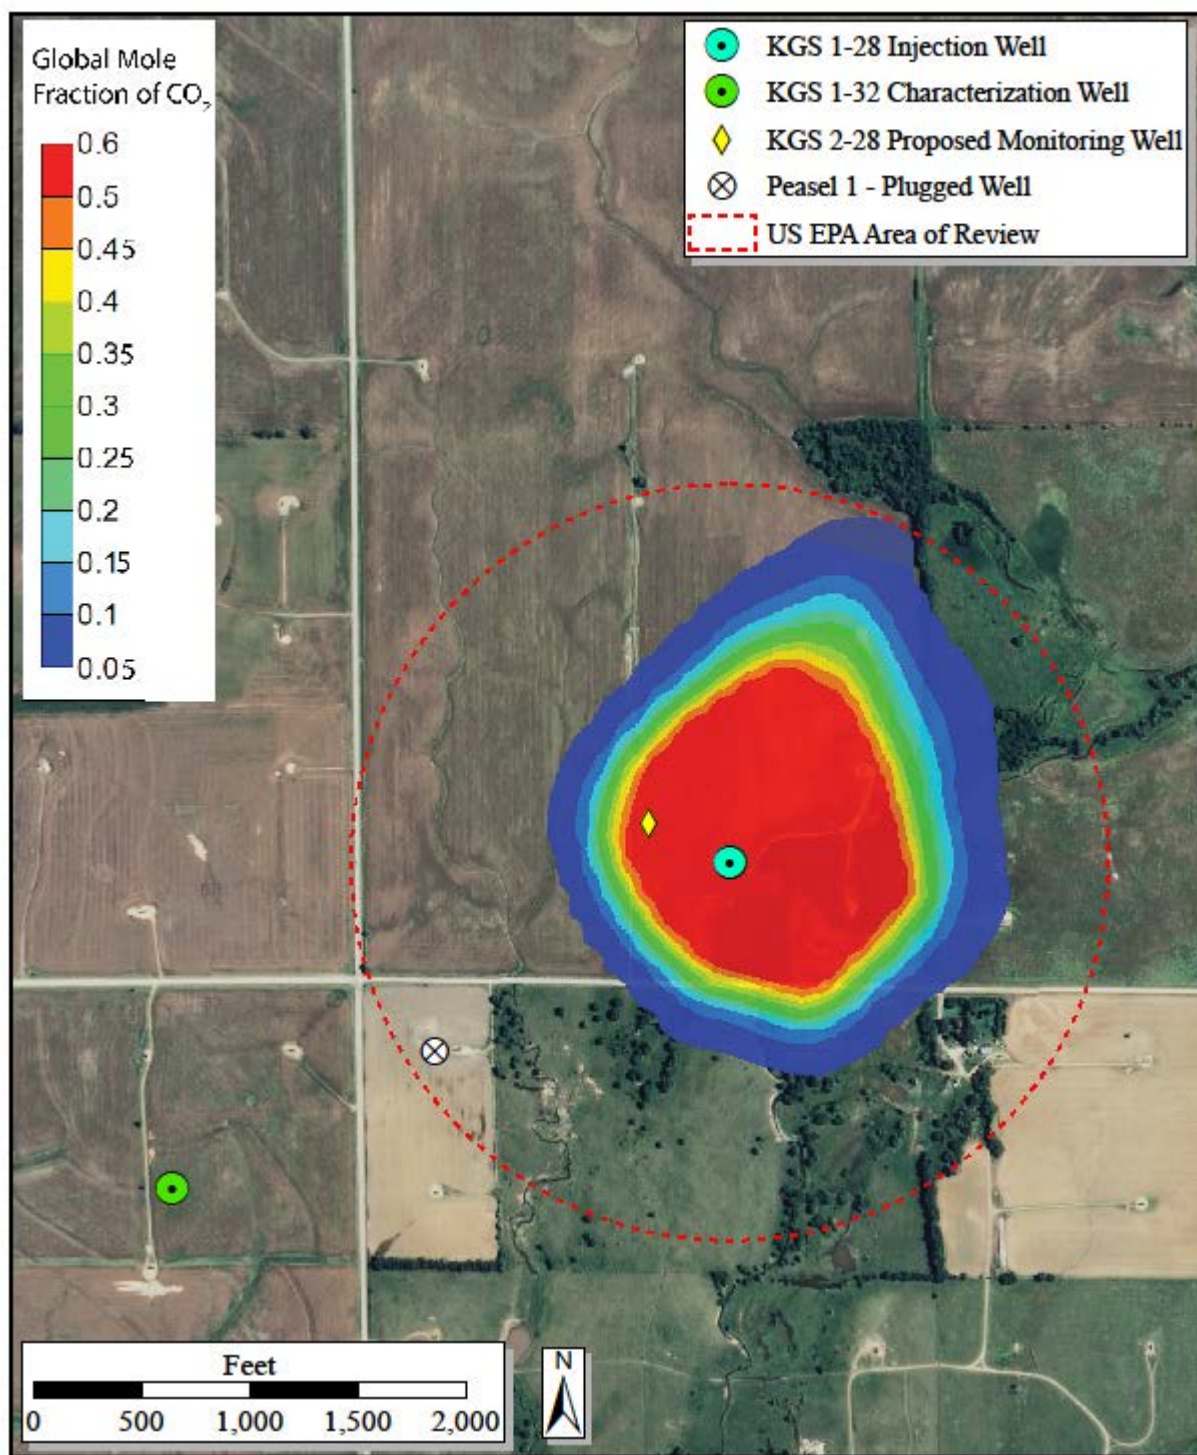 Global Mole
Fraction of CO₂
0.6
0.5
0.45
0.4
0.35
0.3
0.25
0.2
0.15
0.1
0.05
KGS 1-28 Injection Well
KGS 1-32 Characterization Well
KGS 2-28 Proposed Monitoring Well
Peasel 1 - Plugged Well
US EPA Area of Review
Feet
0 500 1,000 1,500 2,000
N